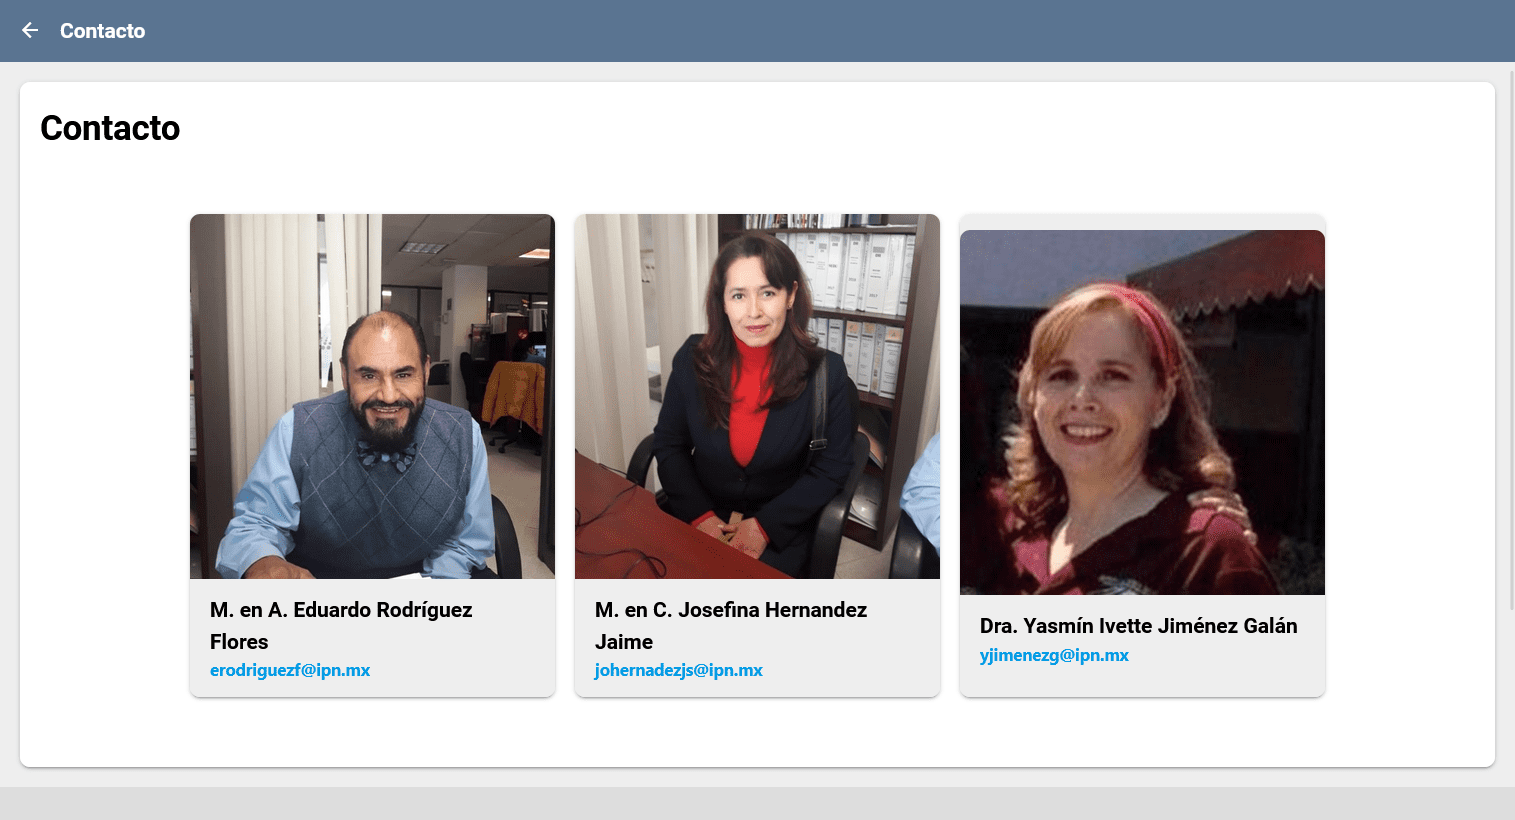 Contacto
Contacto
M. en A. Eduardo Rodríguez
Flores
erodriguezf@ipn.mx
M. en C. Josefina Hernandez
Jaime
johernadezjs@ipn.mx
Dra. Yasmín Ivette Jiménez Galán
yjimenezg@ipn.mx